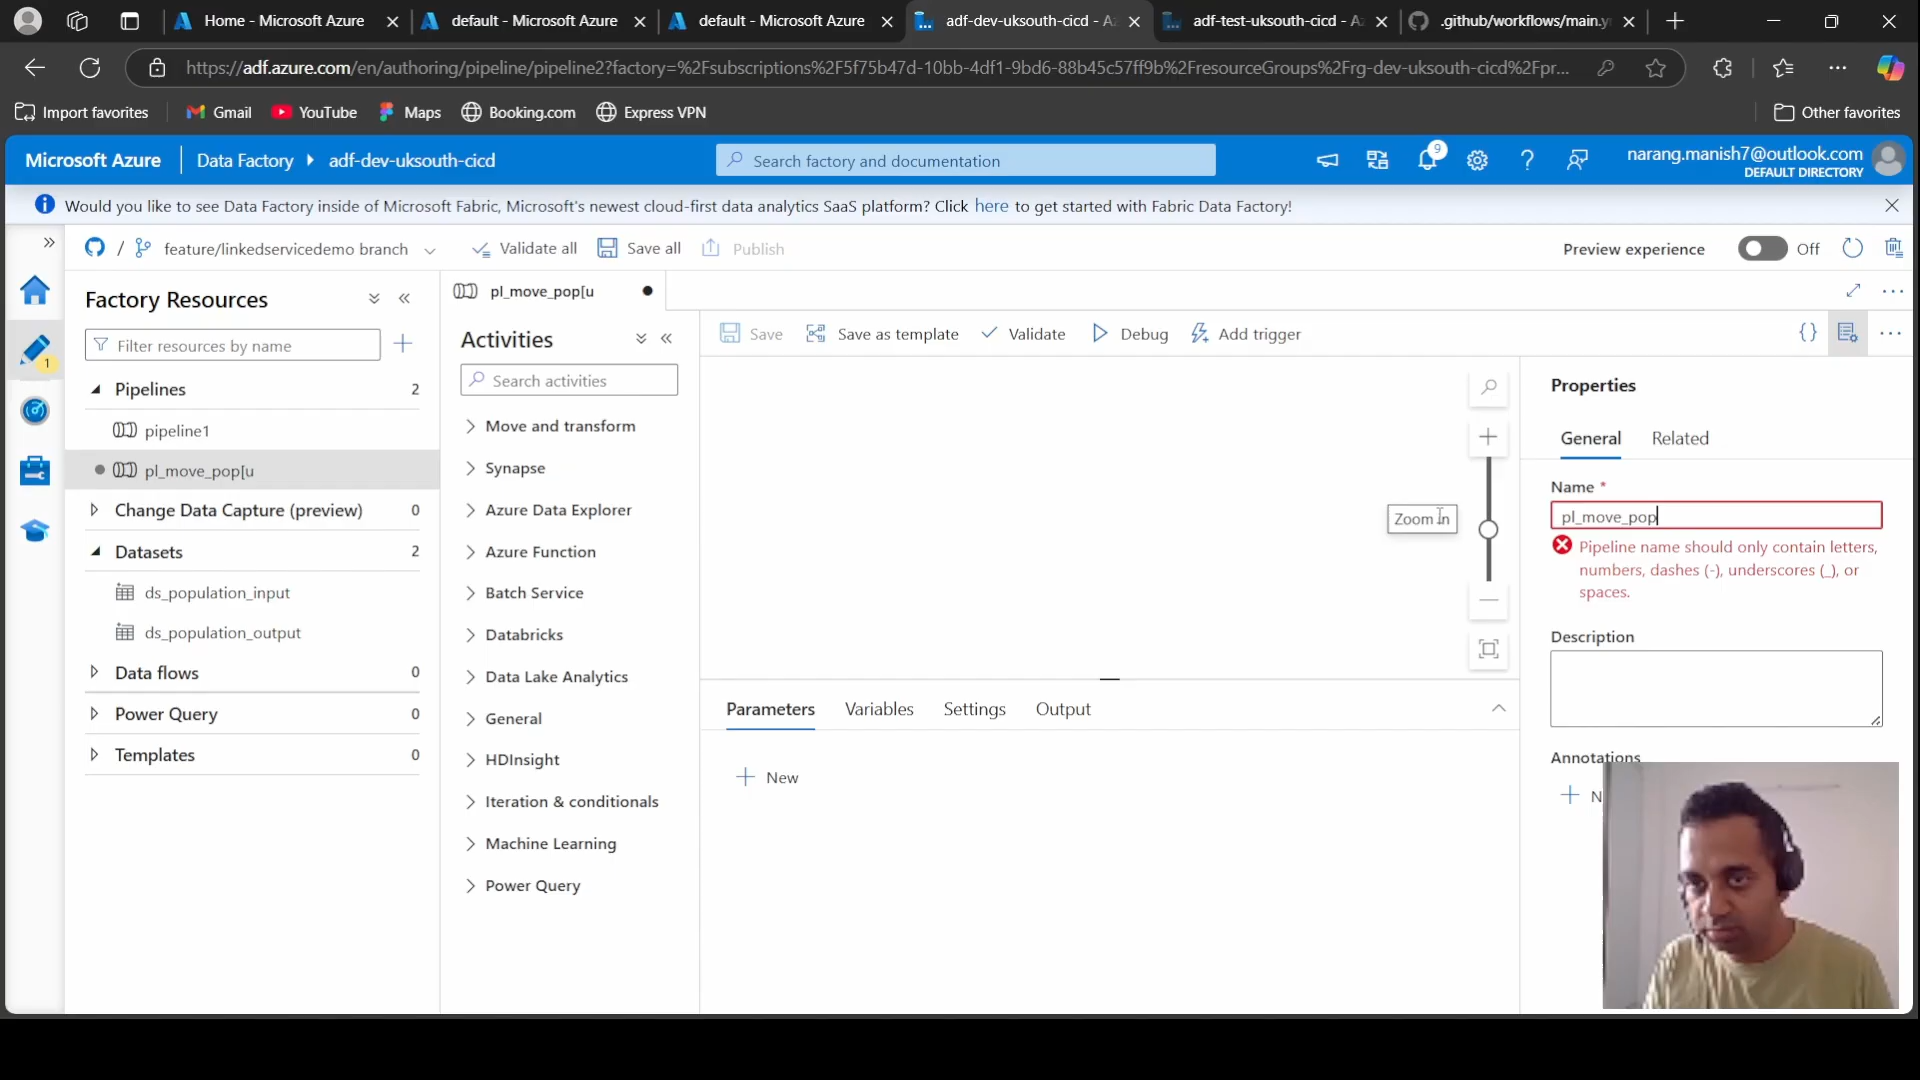 Home - Microsoft Azure
default - Microsoft Azure
default - Microsoft Azure
adf-dev-uksouth-cicd - Az
adf-test-uksouth-cicd - Az
.github/workflows/main.y
https://adf.azure.com/en/authoring/pipeline/pipeline2?factory=%2Fsubscriptions%2F5f75b47d-10bb-4df1-9bd6-88b45c57ff9b%2FresourceGroups%2Frg-dev-uksouth-cicd%2Fpr...
Import favorites
Gmail
YouTube
Maps
Booking.com
Express VPN
Other favorites
Microsoft Azure
Data Factory
adf-dev-uksouth-cicd
Search factory and documentation
9
narang.manish7@outlook.com
DEFAULT DIRECTORY
Would you like to see Data Factory inside of Microsoft Fabric, Microsoft's newest cloud-first data analytics SaaS platform? Click here to get started with Fabric Data Factory!
/ feature/linkedservicedemo branch
Validate all
Save all
Publish
Preview experience
Off
1
Factory Resources
Filter resources by name
Pipelines 2
pipeline1
pl_move_pop[u
Change Data Capture (preview) 0
Datasets 2
ds_population_input
ds_population_output
Data flows 0
Power Query 0
Templates 0
pl_move_pop[u
Activities
Search activities
Move and transform
Synapse
Azure Data Explorer
Azure Function
Batch Service
Databricks
Data Lake Analytics
General
HDInsight
Iteration & conditionals
Machine Learning
Power Query
Save
Save as template
Validate
Debug
Add trigger
{}
Zoom in
Parameters
Variables
Settings
Output
New
Properties
General
Related
Name *
pl_move_pop
Pipeline name should only contain letters,
numbers, dashes (-), underscores (_), or
spaces.
Description
Annotations